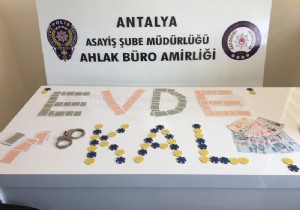 ANTALYA
ASAYİŞ ŞUBE MÜDÜRLÜĞÜ
AHLAK BÜRO AMİRLİĞİ
EVDE
KAL